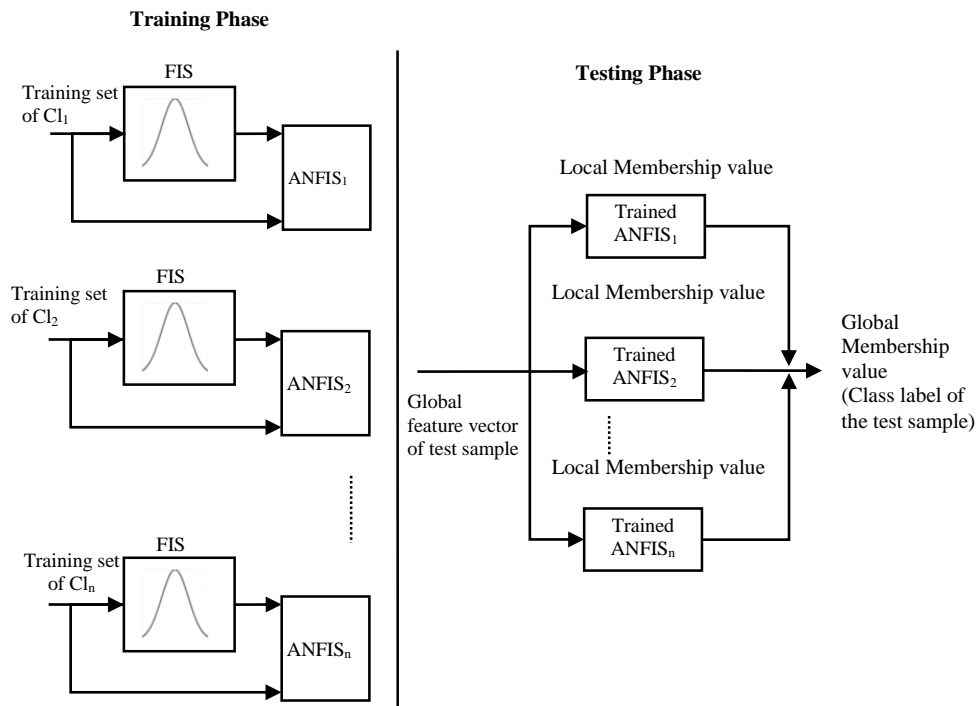 Training Phase
FIS
Training set
of Cl₁
ANFIS₁
FIS
Training set
of Cl₂
ANFIS₂
FIS
Training set
of Clₙ
ANFISₙ
Testing Phase
Local Membership value
Trained
ANFIS₁
Local Membership value
Trained
ANFIS₂
Global
feature vector
of test sample
Local Membership value
Trained
ANFISₙ
Global
Membership
value
(Class label of
the test sample)